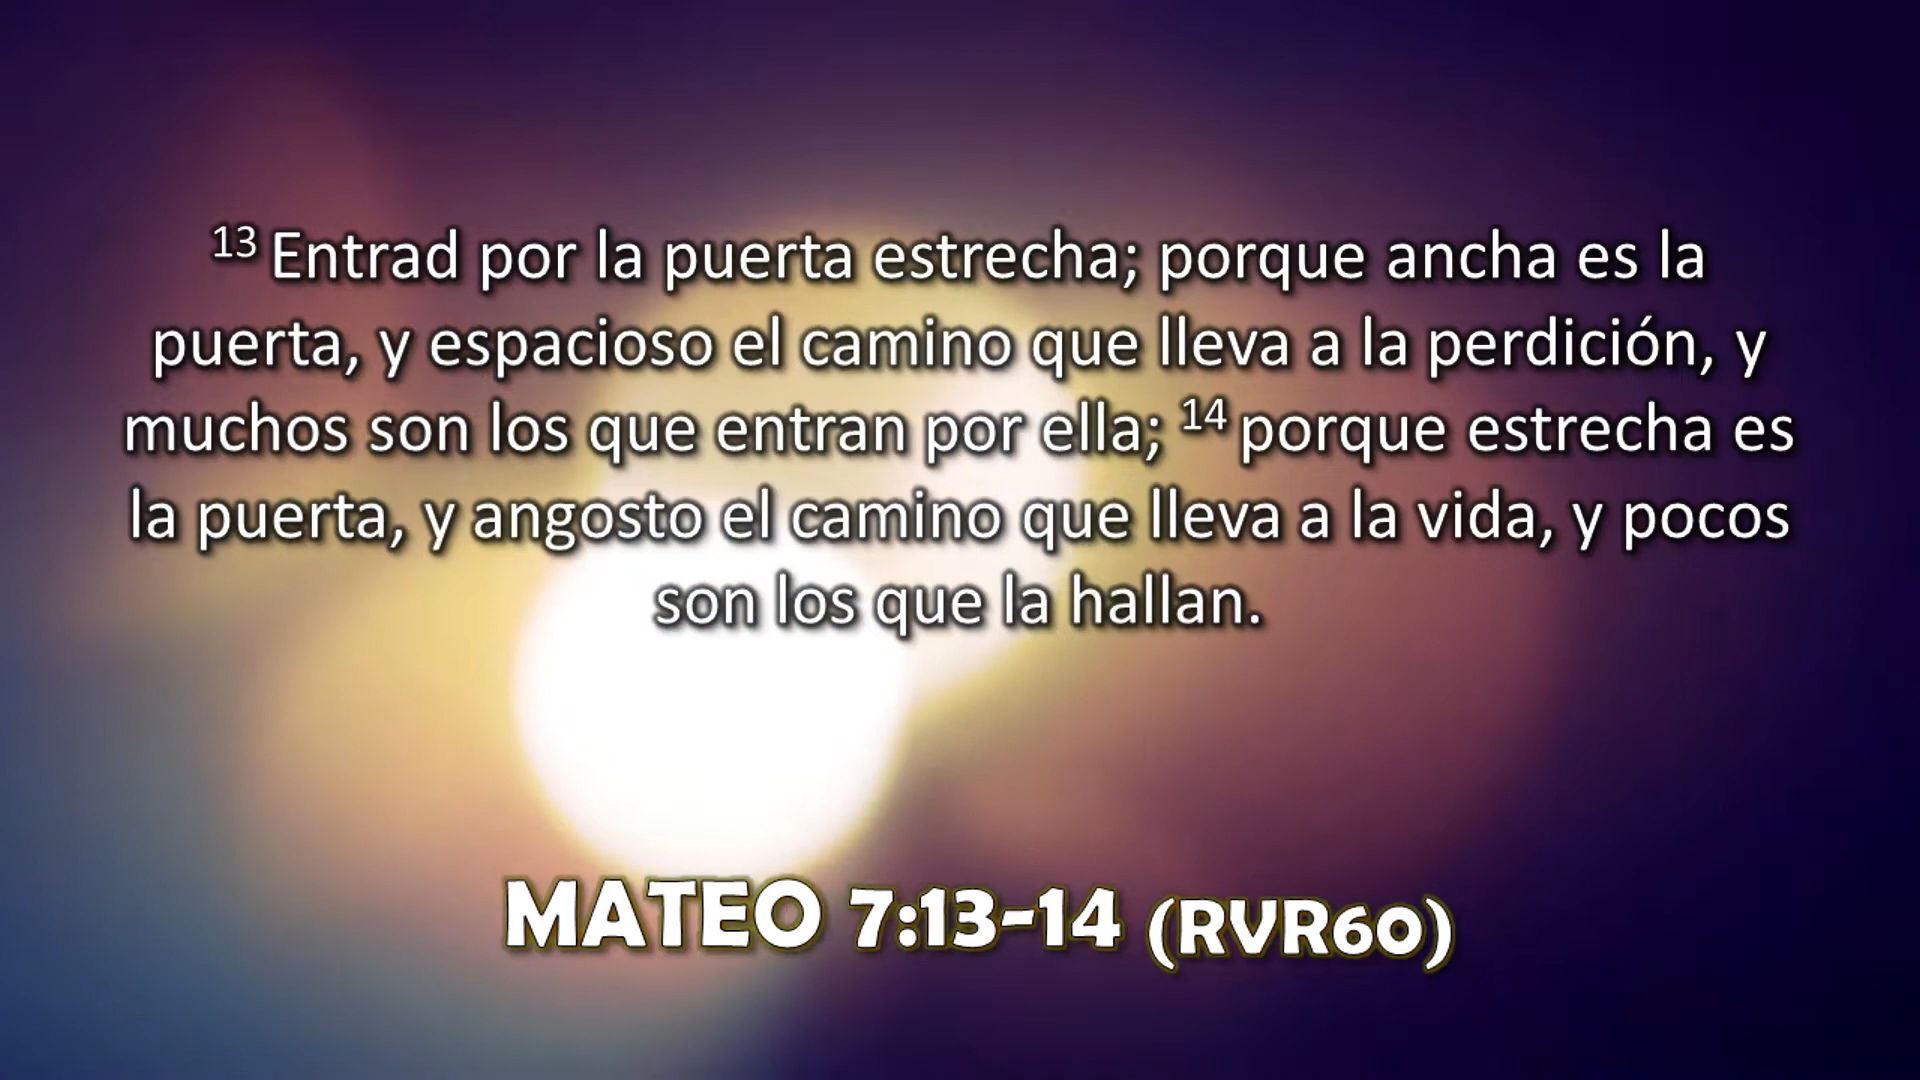 13 Entrad por la puerta estrecha; porque ancha es la
puerta, y espacioso el camino que lleva a la perdición, y
muchos son los que entran por ella; 14 porque estrecha es
la puerta, y angosto el camino que lleva a la vida, y pocos
son los que la hallan.
MATEO 7:13-14 (RVR60)